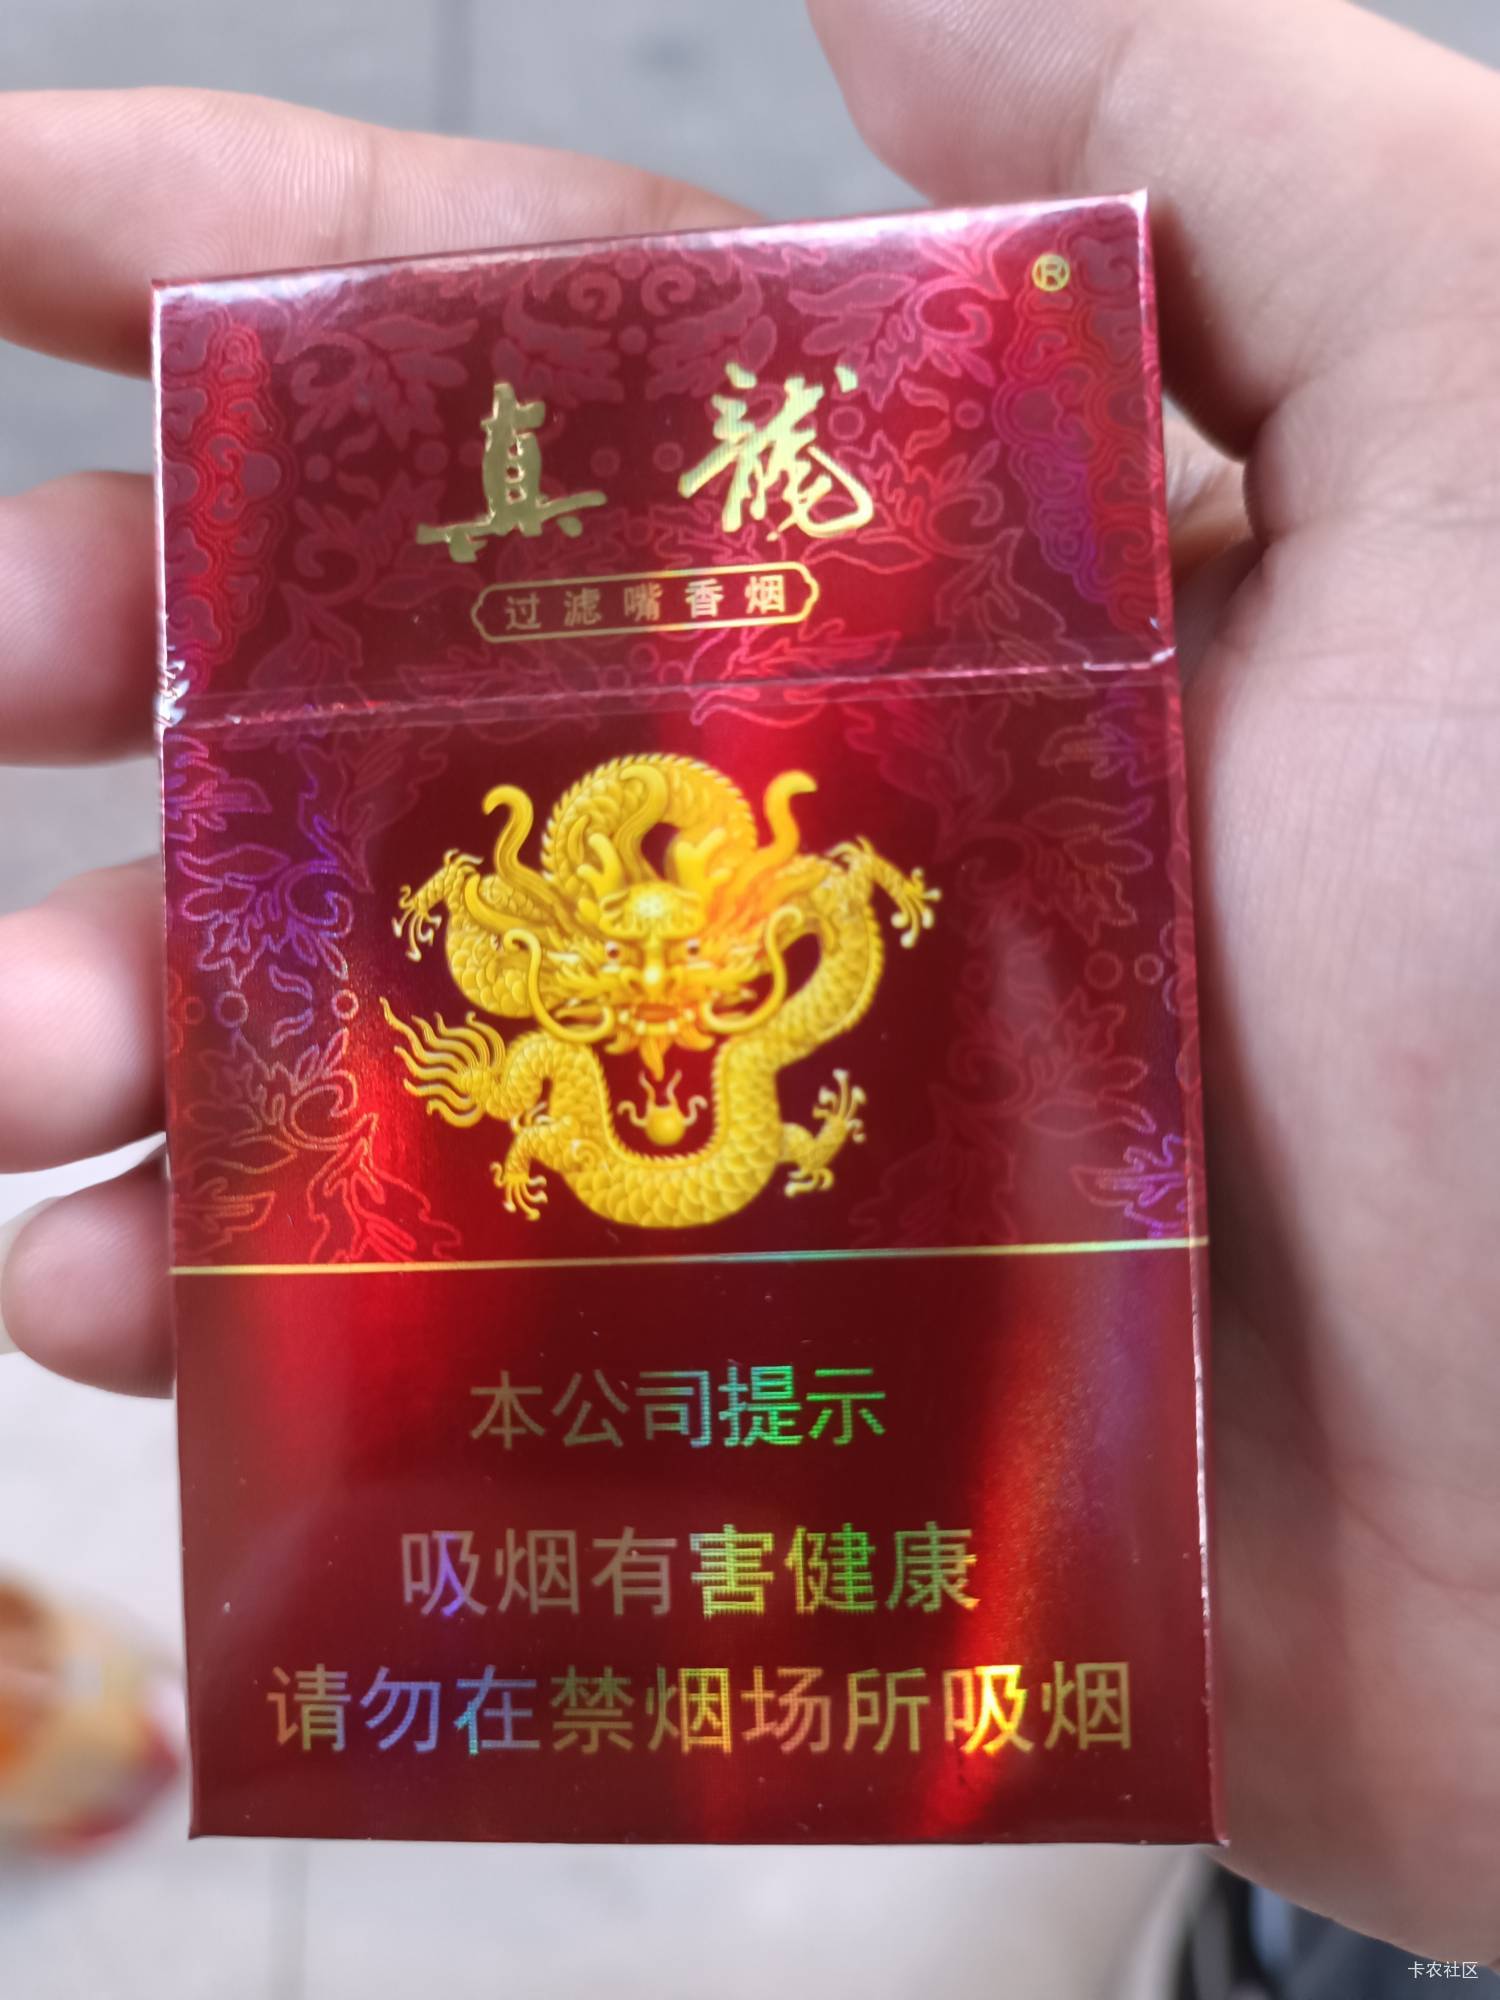 ®
真龍
过滤嘴香烟
本公司提示
吸烟有害健康
请勿在禁烟场所吸烟
卡农社区